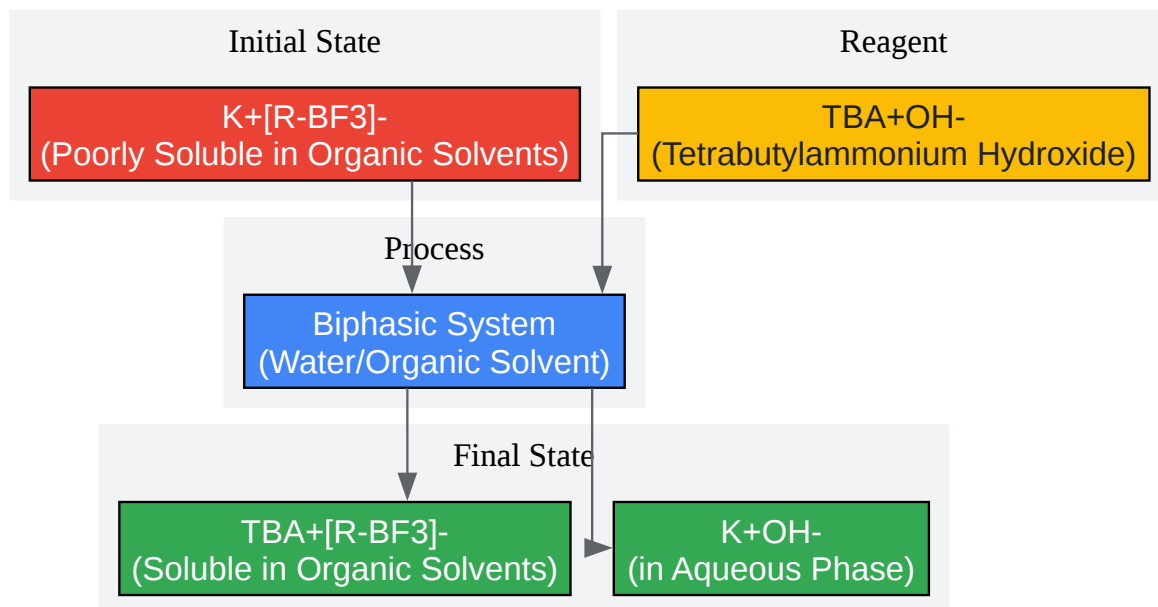 Initial State
Reagent
K+[R-BF3]-
(Poorly Soluble in Organic Solvents)
TBA+OH-
(Tetrabutylammonium Hydroxide)
Process
Biphasic System
(Water/Organic Solvent)
Final State
TBA+[R-BF3]-
(Soluble in Organic Solvents)
K+OH-
(in Aqueous Phase)